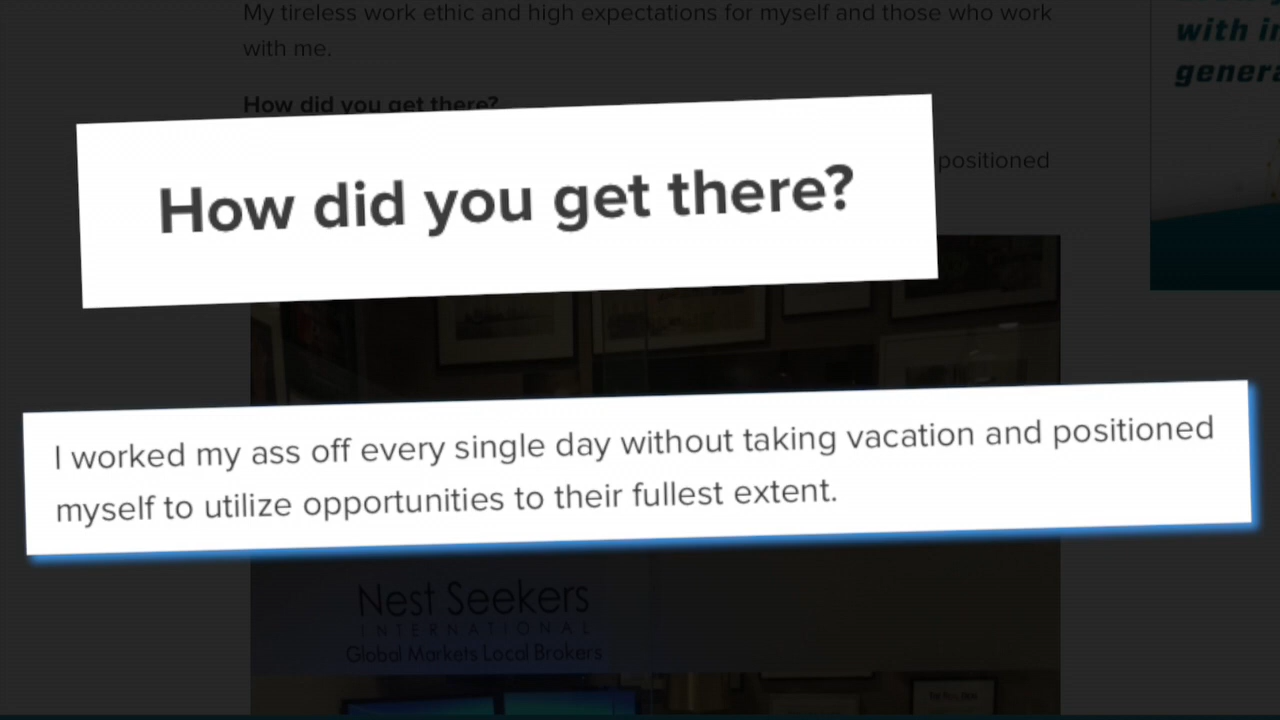 My tireless work ethic and high expectations for myself and those who work
with me.
with
gener
How did you get there?
positioned
How did you get there?
I worked my ass off every single day without taking vacation and positioned
myself to utilize opportunities to their fullest extent.
Nest Seekers
INTERNATIONAL
Global Markets Local Brokers